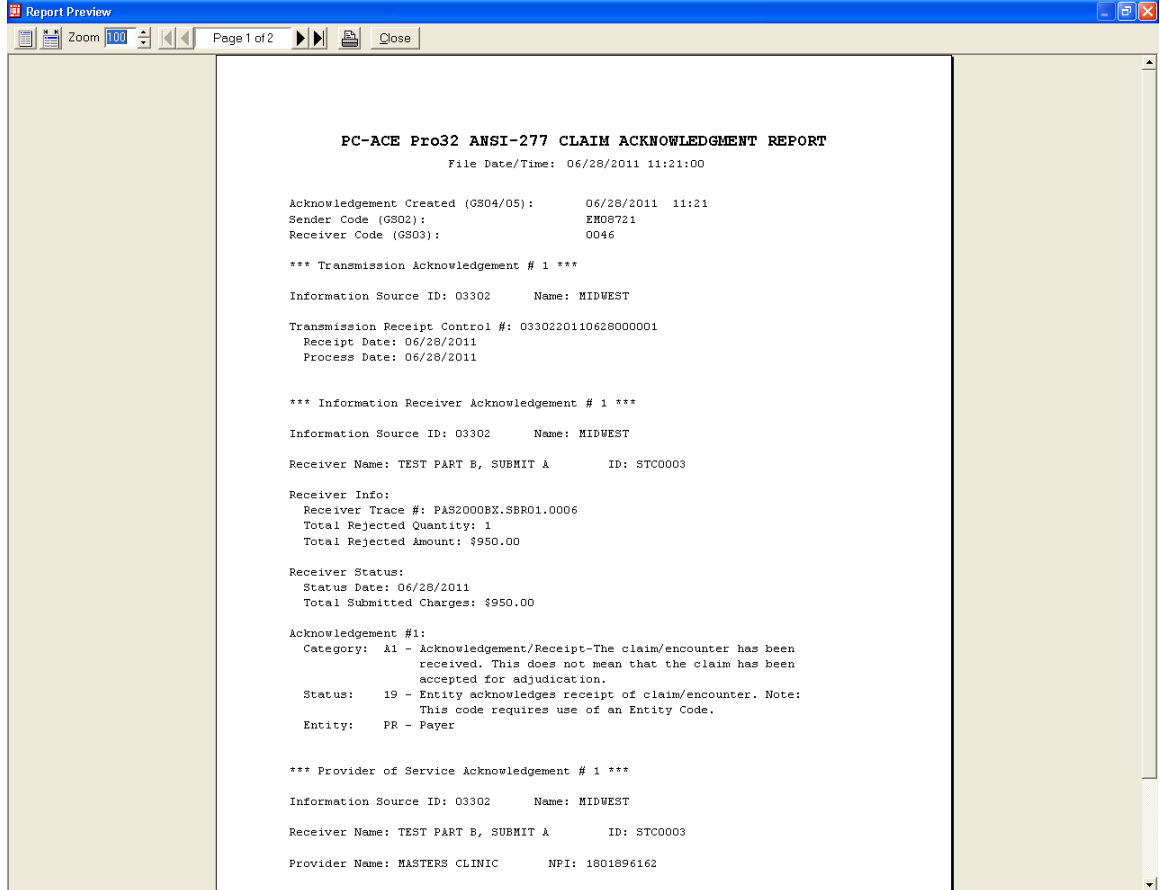 Report Preview
Zoom 100 Page 1 of 2 Close
PC-ACE Pro32 ANSI-277 CLAIM ACKNOWLEDGMENT REPORT
File Date/Time: 06/28/2011 11:21:00
Acknowledgement Created (GS04/05): 06/28/2011 11:21
Sender Code (GS02): EM08721
Receiver Code (GS03): 0046
*** Transmission Acknowledgement # 1 ***
Information Source ID: 03302 Name: MIDWEST
Transmission Receipt Control #: 0330220110628000001
Receipt Date: 06/28/2011
Process Date: 06/28/2011
*** Information Receiver Acknowledgement # 1 ***
Information Source ID: 03302 Name: MIDWEST
Receiver Name: TEST PART B, SUBMIT A ID: STC0003
Receiver Info:
Receiver Trace #: PAS2000BX.SBR01.0006
Total Rejected Quantity: 1
Total Rejected Amount: $950.00
Receiver Status:
Status Date: 06/28/2011
Total Submitted Charges: $950.00
Acknowledgement #1:
Category: A1 - Acknowledgement/Receipt-The claim/encounter has been
received. This does not mean that the claim has been
accepted for adjudication.
Status: 19 - Entity acknowledges receipt of claim/encounter. Note:
This code requires use of an Entity Code.
Entity: PR - Payer
*** Provider of Service Acknowledgement # 1 ***
Information Source ID: 03302 Name: MIDWEST
Receiver Name: TEST PART B, SUBMIT A ID: STC0003
Provider Name: MASTERS CLINIC NPI: 1801896162